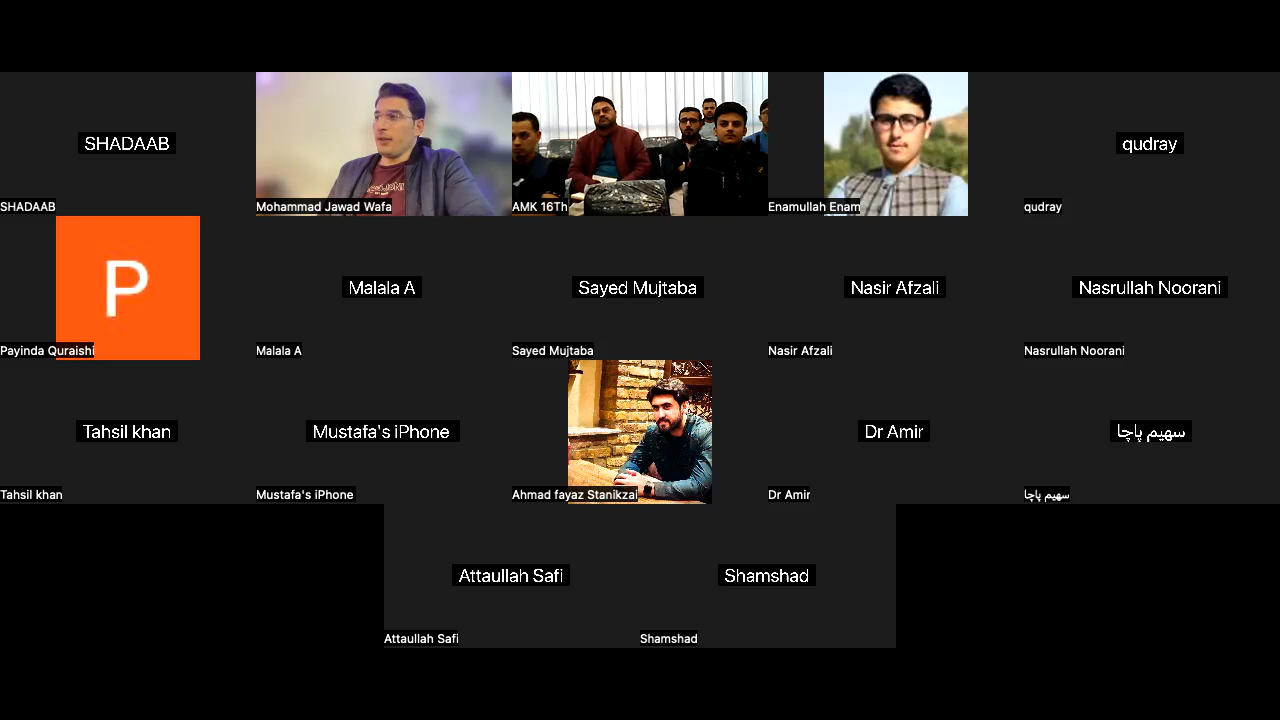 SHADAAB
SHADAAB
Mohammad Jawad Wafa
AMK 16Th
Enamullah Enam
qudray
qudray
P
Payinda Quraishi
Malala A
Malala A
Sayed Mujtaba
Sayed Mujtaba
Nasir Afzali
Nasir Afzali
Nasrullah Noorani
Nasrullah Noorani
Tahsil khan
Tahsil khan
Mustafa's iPhone
Mustafa's iPhone
Ahmad fayaz Stanikzai
Dr Amir
Dr Amir
سهیم پاچا
سهیم پاچا
Attaullah Safi
Attaullah Safi
Shamshad
Shamshad